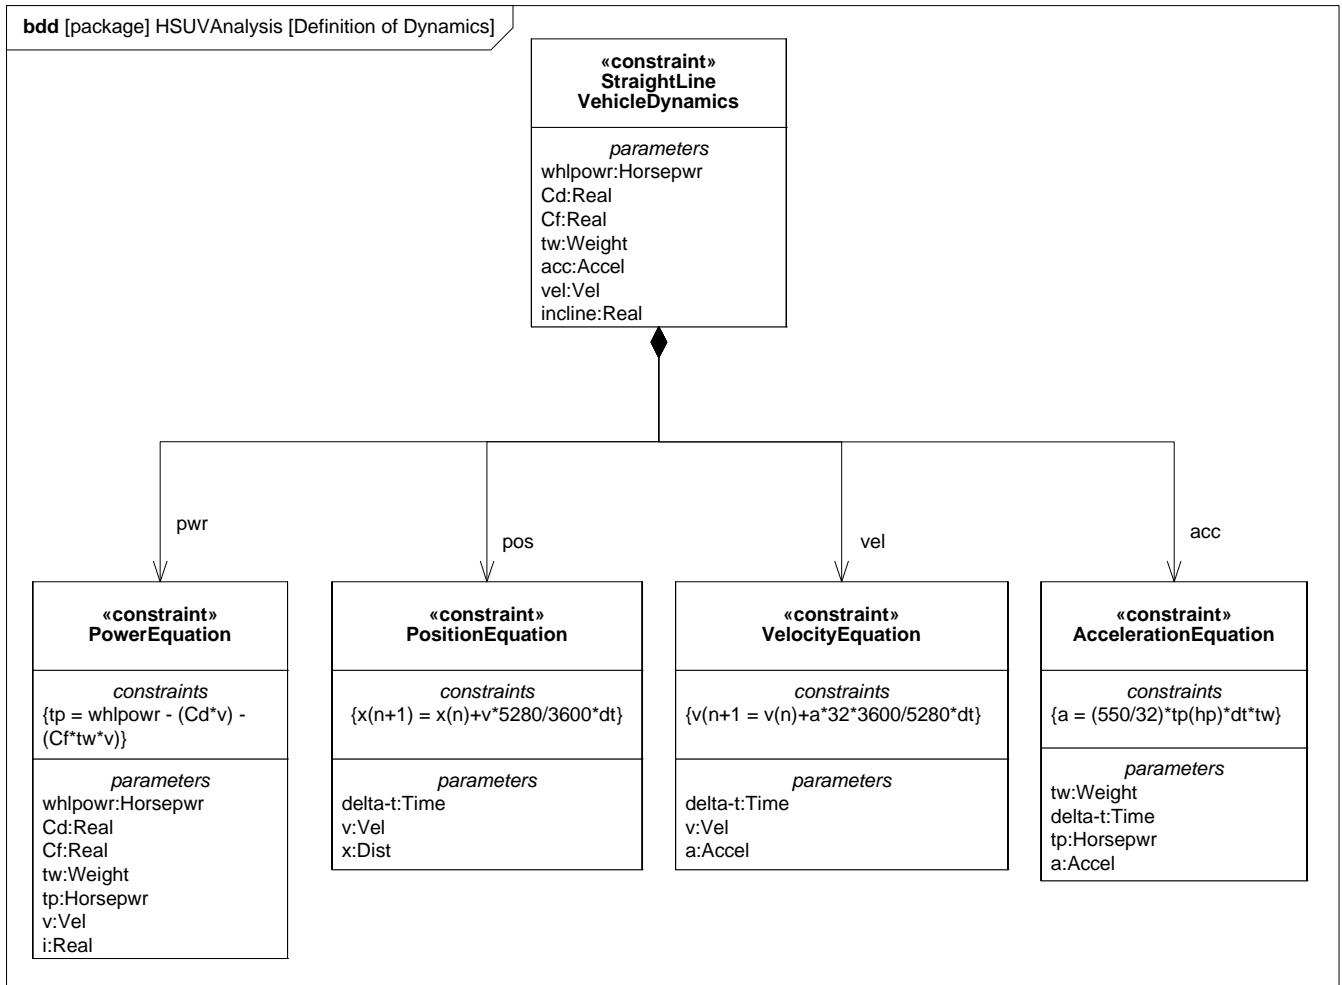 bdd [package] HSUVAnalysis [Definition of Dynamics]
«constraint»
StraightLine
VehicleDynamics
parameters
whlpowr:Horsepwr
Cd:Real
Cf:Real
tw:Weight
acc:Accel
vel:Vel
incline:Real
pwr
pos
vel
acc
«constraint»
PowerEquation
constraints
{tp = whlpowr - (Cd*v) -
(Cf*tw*v)}
parameters
whlpowr:Horsepwr
Cd:Real
Cf:Real
tw:Weight
tp:Horsepwr
v:Vel
i:Real
«constraint»
PositionEquation
constraints
{x(n+1) = x(n)+v*5280/3600*dt}
parameters
delta-t:Time
v:Vel
x:Dist
«constraint»
VelocityEquation
constraints
{v(n+1 = v(n)+a*32*3600/5280*dt}
parameters
delta-t:Time
v:Vel
a:Accel
«constraint»
AccelerationEquation
constraints
{a = (550/32)*tp(hp)*dt*tw}
parameters
tw:Weight
delta-t:Time
tp:Horsepwr
a:Accel